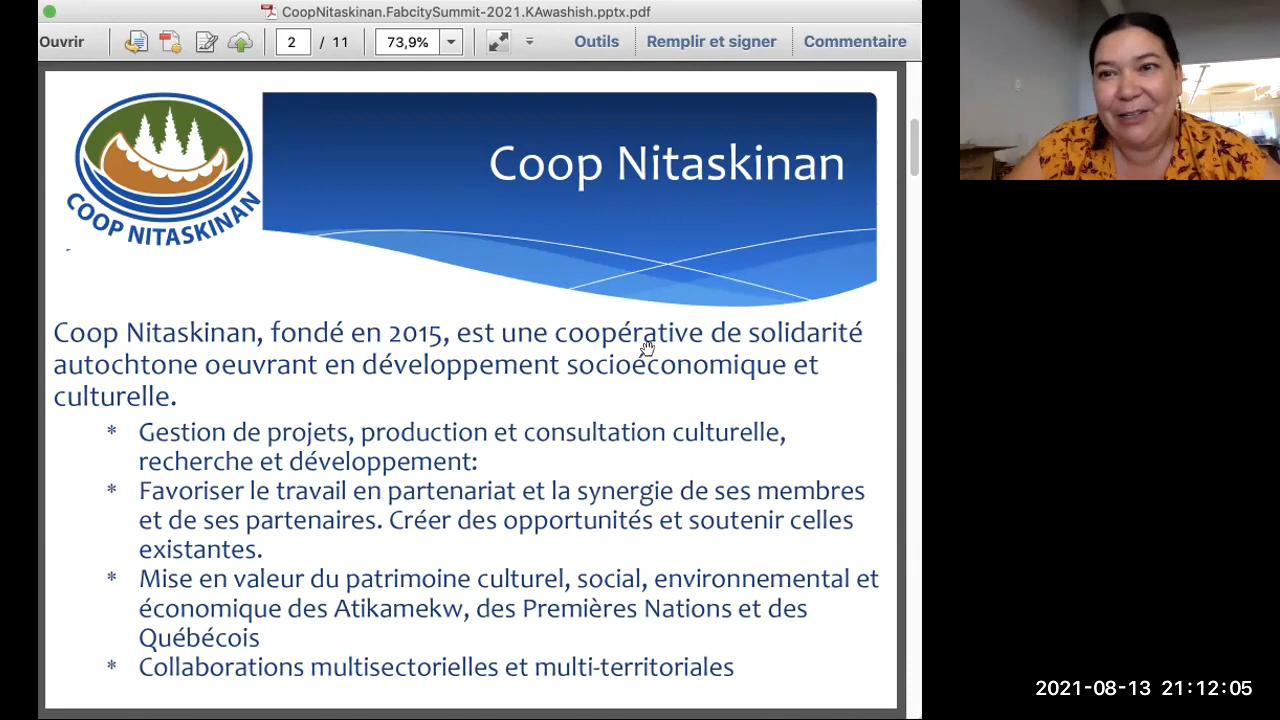 CoopNitaskinan.FabcitySummit-2021.KAwashish.pptx.pdf
Ouvrir 2 / 11 73,9% Outils Remplir et signer Commentaire
COOP NITASKINAN
Coop Nitaskinan
Coop Nitaskinan, fondé en 2015, est une coopérative de solidarité
autochtone oeuvrant en développement socioéconomique et
culturelle.
* Gestion de projets, production et consultation culturelle,
recherche et développement:
* Favoriser le travail en partenariat et la synergie de ses membres
et de ses partenaires. Créer des opportunités et soutenir celles
existantes.
* Mise en valeur du patrimoine culturel, social, environnemental et
économique des Atikamekw, des Premières Nations et des
Québécois
* Collaborations multisectorielles et multi-territoriales
2021-08-13 21:12:05